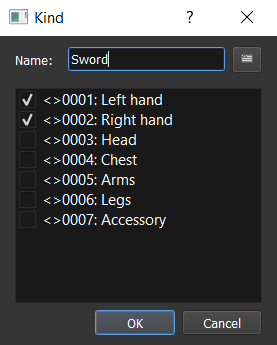 Kind
?
Name: Sword
<>0001: Left hand
<>0002: Right hand
<>0003: Head
<>0004: Chest
<>0005: Arms
<>0006: Legs
<>0007: Accessory
OK Cancel